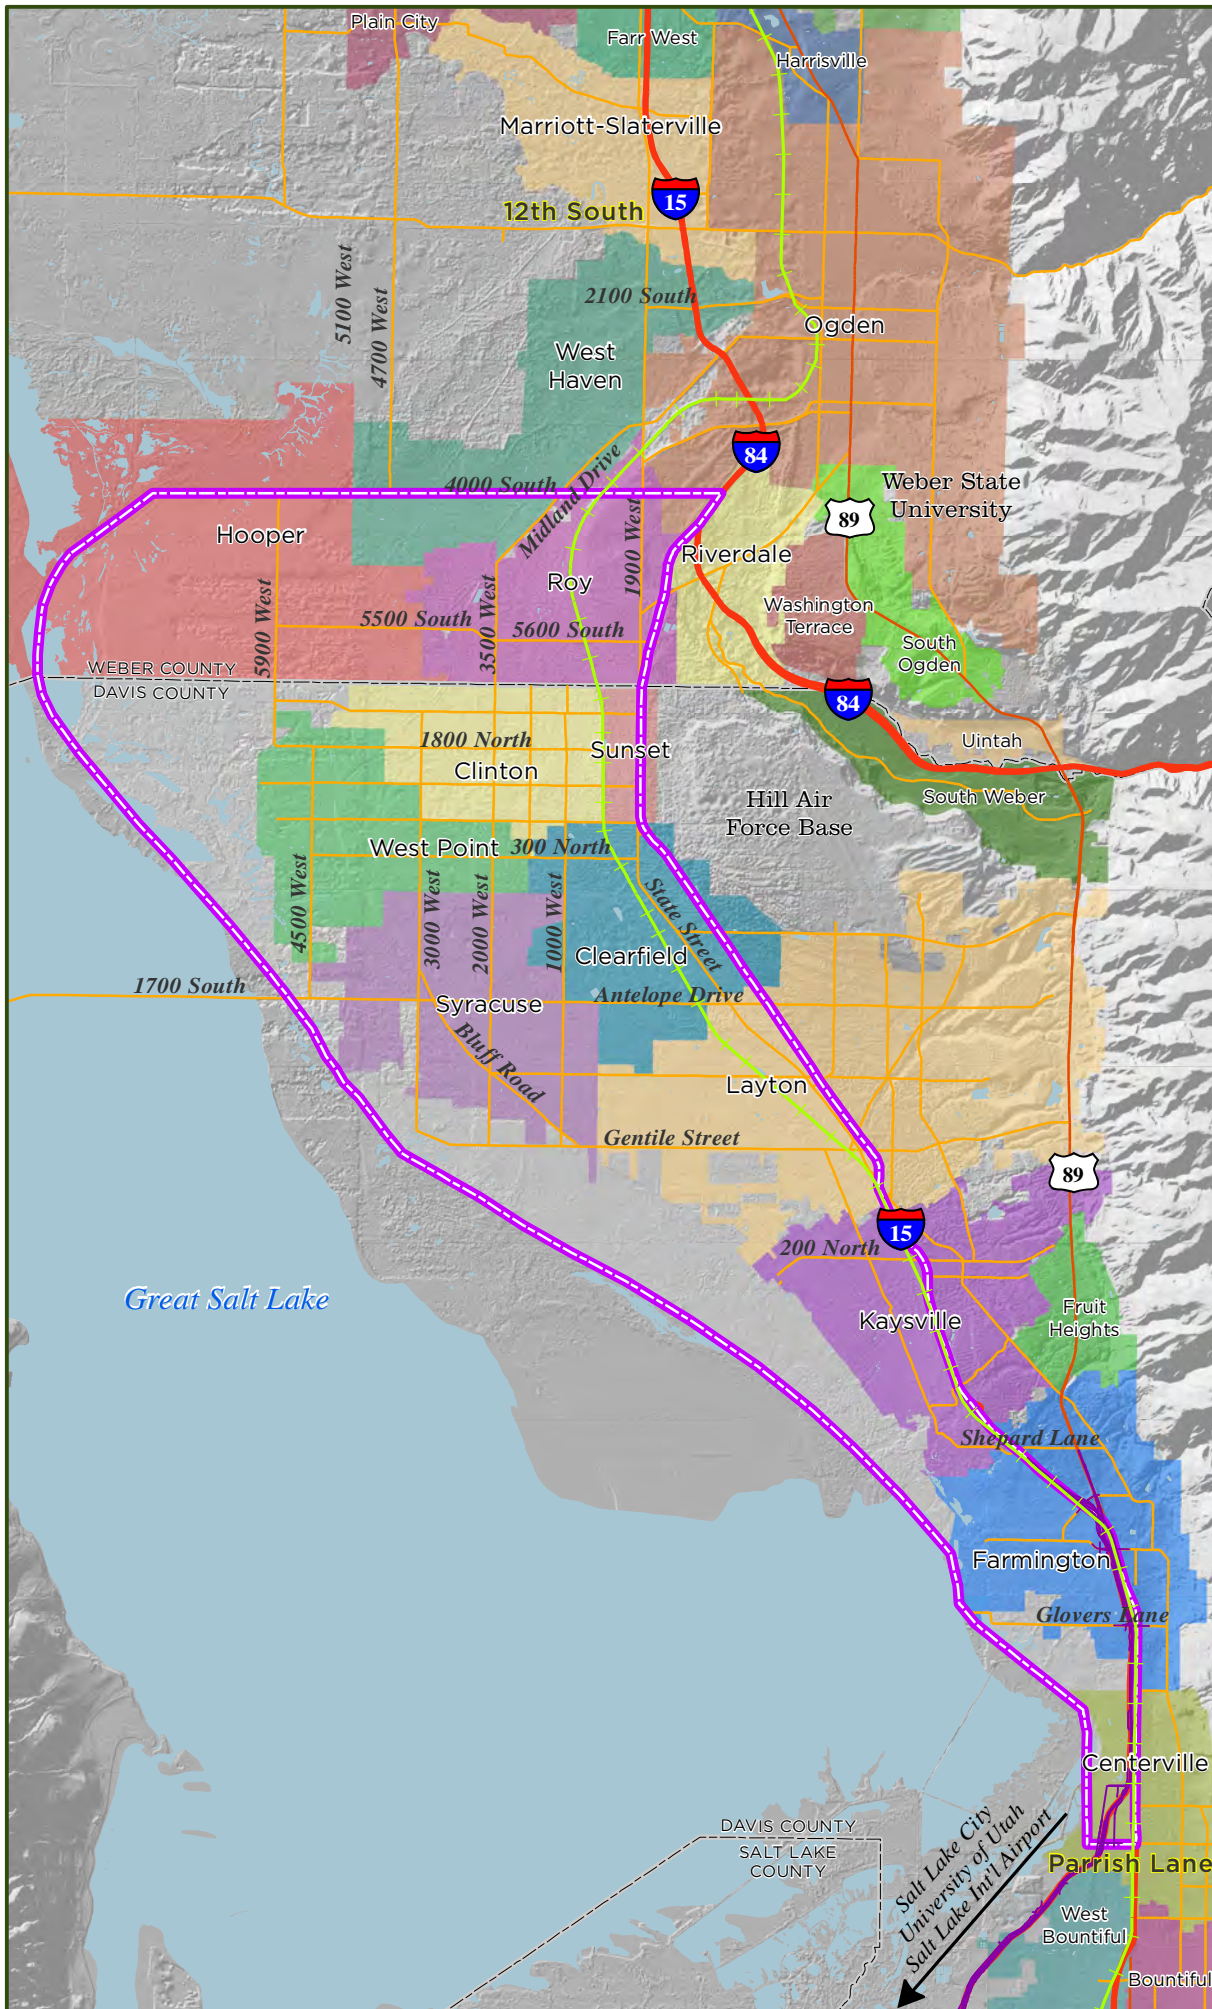 Plain City
Farr West
Harrisville
Marriott-Slaterville
15
12th South
5100 West
4700 West
2100 South
Ogden
West
Haven
84
Midland Drive
4000 South
Weber State
University
89
Hooper
1900 West
Riverdale
Roy
5900 West
3500 West
5500 South
5600 South
Washington
Terrace
South
Ogden
WEBER COUNTY
DAVIS COUNTY
84
1800 North
Sunset
Uintah
Clinton
Hill Air
Force Base
South Weber
West Point
300 North
4500 West
3000 West
2000 West
1000 West
State Street
Clearfield
1700 South
Syracuse
Antelope Drive
Bluff Road
Layton
Gentile Street
89
15
200 North
Great Salt Lake
Kaysville
Fruit
Heights
Shepard Lane
Farmington
Glovers Lane
Centerville
DAVIS COUNTY
SALT LAKE
COUNTY
Salt Lake City
University of Utah
Salt Lake Int'l Airport
Parrish Lane
West
Bountiful
Bountiful